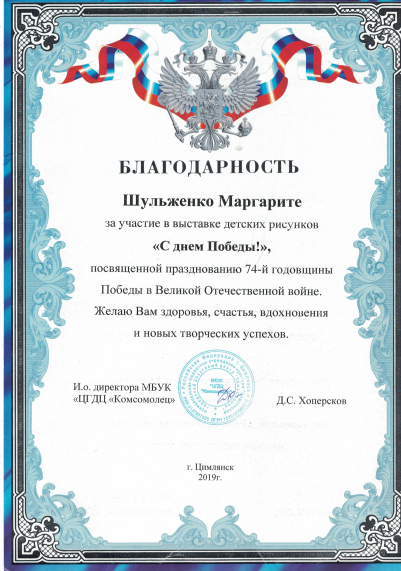 БЛАГОДАРНОСТЬ
Шульженко Маргарите
за участие в выставке детских рисунков
«С днем Победы!»,
посвященной празднованию 74-й годовщины
Победы в Великой Отечественной войне.
Желаю Вам здоровья, счастья, вдохновения
и новых творческих успехов.
И.о. директора МБУК
«ЦГДЦ «Комсомолец»
Д.С. Хоперсков
г. Цимлянск
2019г.